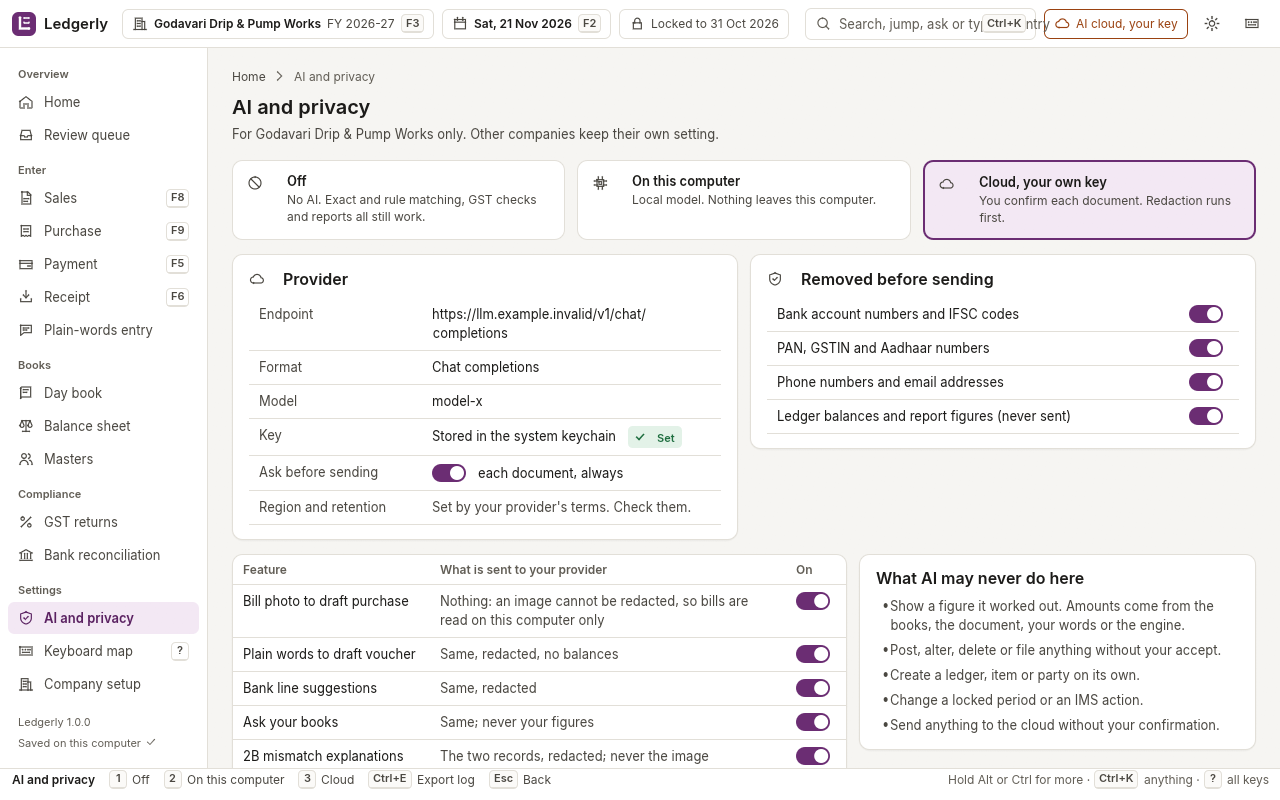 Ledgerly
Godavari Drip & Pump Works FY 2026-27 F3
Sat, 21 Nov 2026 F2
Locked to 31 Oct 2026
Search, jump, ask or ty Ctrl+K ntry
AI cloud, your key
Overview
Home
Review queue
Enter
Sales F8
Purchase F9
Payment F5
Receipt F6
Plain-words entry
Books
Day book
Balance sheet
Masters
Compliance
GST returns
Bank reconciliation
Settings
AI and privacy
Keyboard map ?
Company setup
Ledgerly 1.0.0
Saved on this computer
Home > AI and privacy
AI and privacy
For Godavari Drip & Pump Works only. Other companies keep their own setting.
Off
No AI. Exact and rule matching, GST checks
and reports all still work.
On this computer
Local model. Nothing leaves this computer.
Cloud, your own key
You confirm each document. Redaction runs
first.
Provider
Endpoint https://llm.example.invalid/v1/chat/
completions
Format Chat completions
Model model-x
Key Stored in the system keychain Set
Ask before sending each document, always
Region and retention Set by your provider's terms. Check them.
Removed before sending
Bank account numbers and IFSC codes
PAN, GSTIN and Aadhaar numbers
Phone numbers and email addresses
Ledger balances and report figures (never sent)
Feature What is sent to your provider On
Bill photo to draft purchase Nothing: an image cannot be redacted, so bills are
read on this computer only
Plain words to draft voucher Same, redacted, no balances
Bank line suggestions Same, redacted
Ask your books Same; never your figures
2B mismatch explanations The two records, redacted; never the image
What AI may never do here
• Show a figure it worked out. Amounts come from the
books, the document, your words or the engine.
• Post, alter, delete or file anything without your accept.
• Create a ledger, item or party on its own.
• Change a locked period or an IMS action.
• Send anything to the cloud without your confirmation.
AI and privacy 1 Off 2 On this computer 3 Cloud Ctrl+E Export log Esc Back
Hold Alt or Ctrl for more · Ctrl+K anything · ? all keys